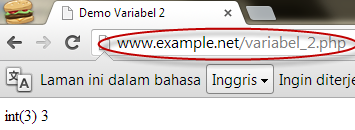 Demo Variabel 2
www.example.net/variabel_2.php
Laman ini dalam bahasa Inggris Ingin diterje
int(3) 3